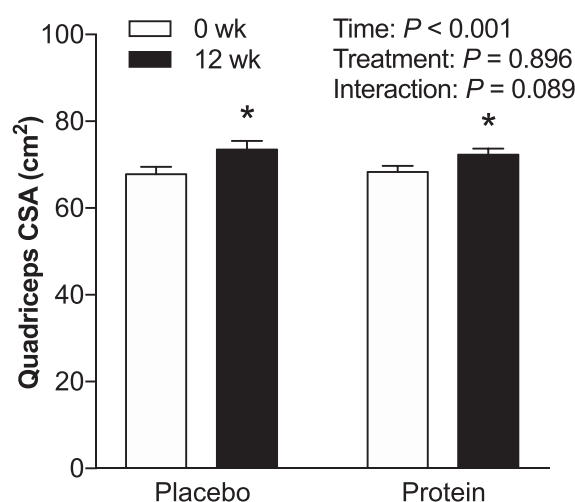 Quadriceps CSA (cm²)
100
80
60
40
20
0
0 wk
12 wk
Time: P < 0.001
Treatment: P = 0.896
Interaction: P = 0.089
*
*
Placebo
Protein